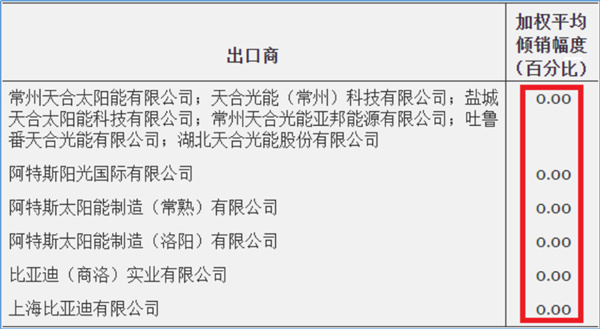 出口商
加权平均
倾销幅度
（百分比）
常州天合太阳能有限公司；天合光能（常州）科技有限公司；盐城
天合太阳能科技有限公司；常州天合光能亚邦能源有限公司；吐鲁
番天合光能有限公司；湖北天合光能股份有限公司
0.00
阿特斯阳光国际有限公司
0.00
阿特斯太阳能制造（常熟）有限公司
0.00
阿特斯太阳能制造（洛阳）有限公司
0.00
比亚迪（商洛）实业有限公司
0.00
上海比亚迪有限公司
0.00